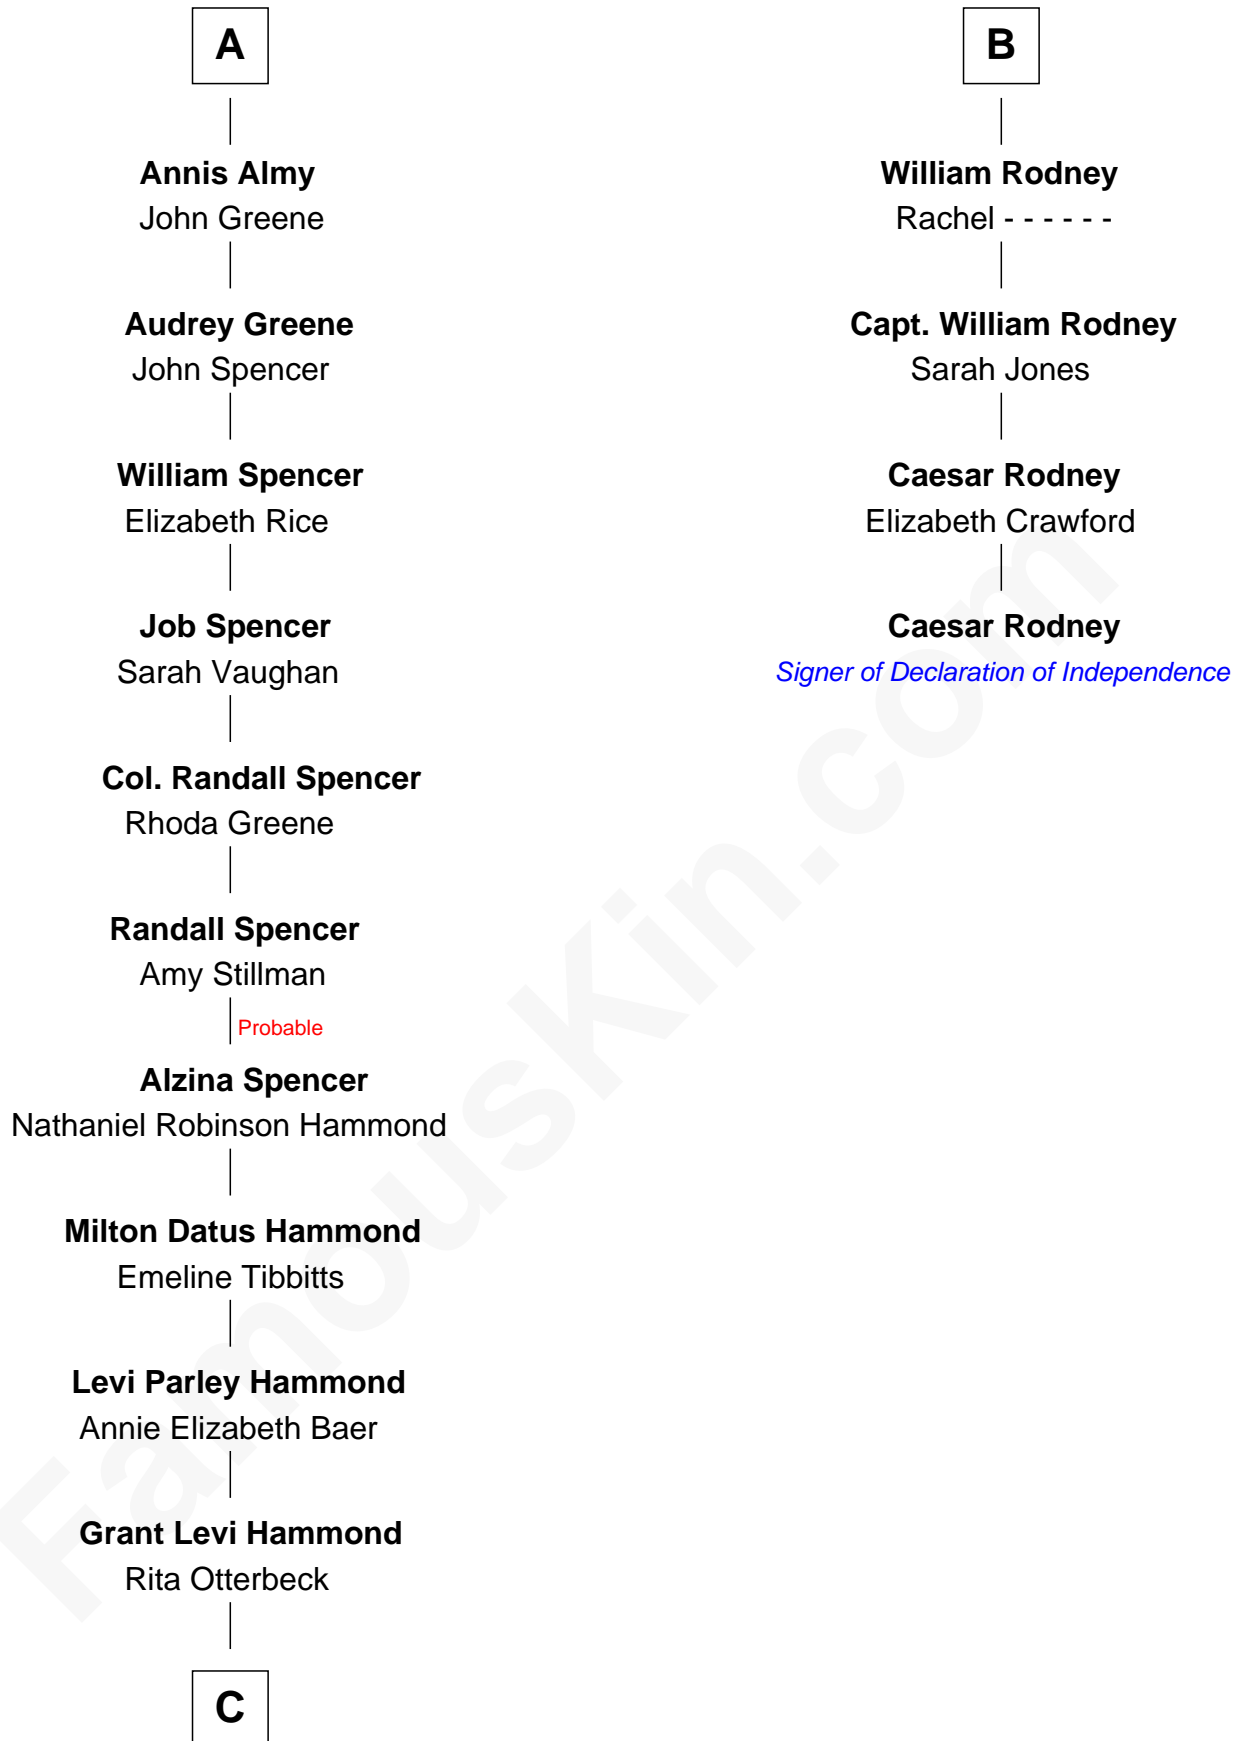 A
Annis Almy
John Greene
Audrey Greene
John Spencer
William Spencer
Elizabeth Rice
Job Spencer
Sarah Vaughan
Col. Randall Spencer
Rhoda Greene
Randall Spencer
Amy Stillman
Probable
Alzina Spencer
Nathaniel Robinson Hammond
Milton Datus Hammond
Emeline Tibbitts
Levi Parley Hammond
Annie Elizabeth Baer
Grant Levi Hammond
Rita Otterbeck
C
B
William Rodney
Rachel - - - - - -
Capt. William Rodney
Sarah Jones
Caesar Rodney
Elizabeth Crawford
Caesar Rodney
Signer of Declaration of Independence
FamousKin.com